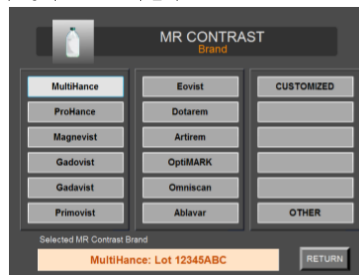 MR CONTRAST
Brand
MultiHance Eovist CUSTOMIZED
ProHance Dotarem
Magnevist Artirem
Gadovist OptiMARK
Gadavist Omniscan
Primovist Ablavar OTHER
Selected MR Contrast Brand
MultiHance: Lot 12345ABC
RETURN